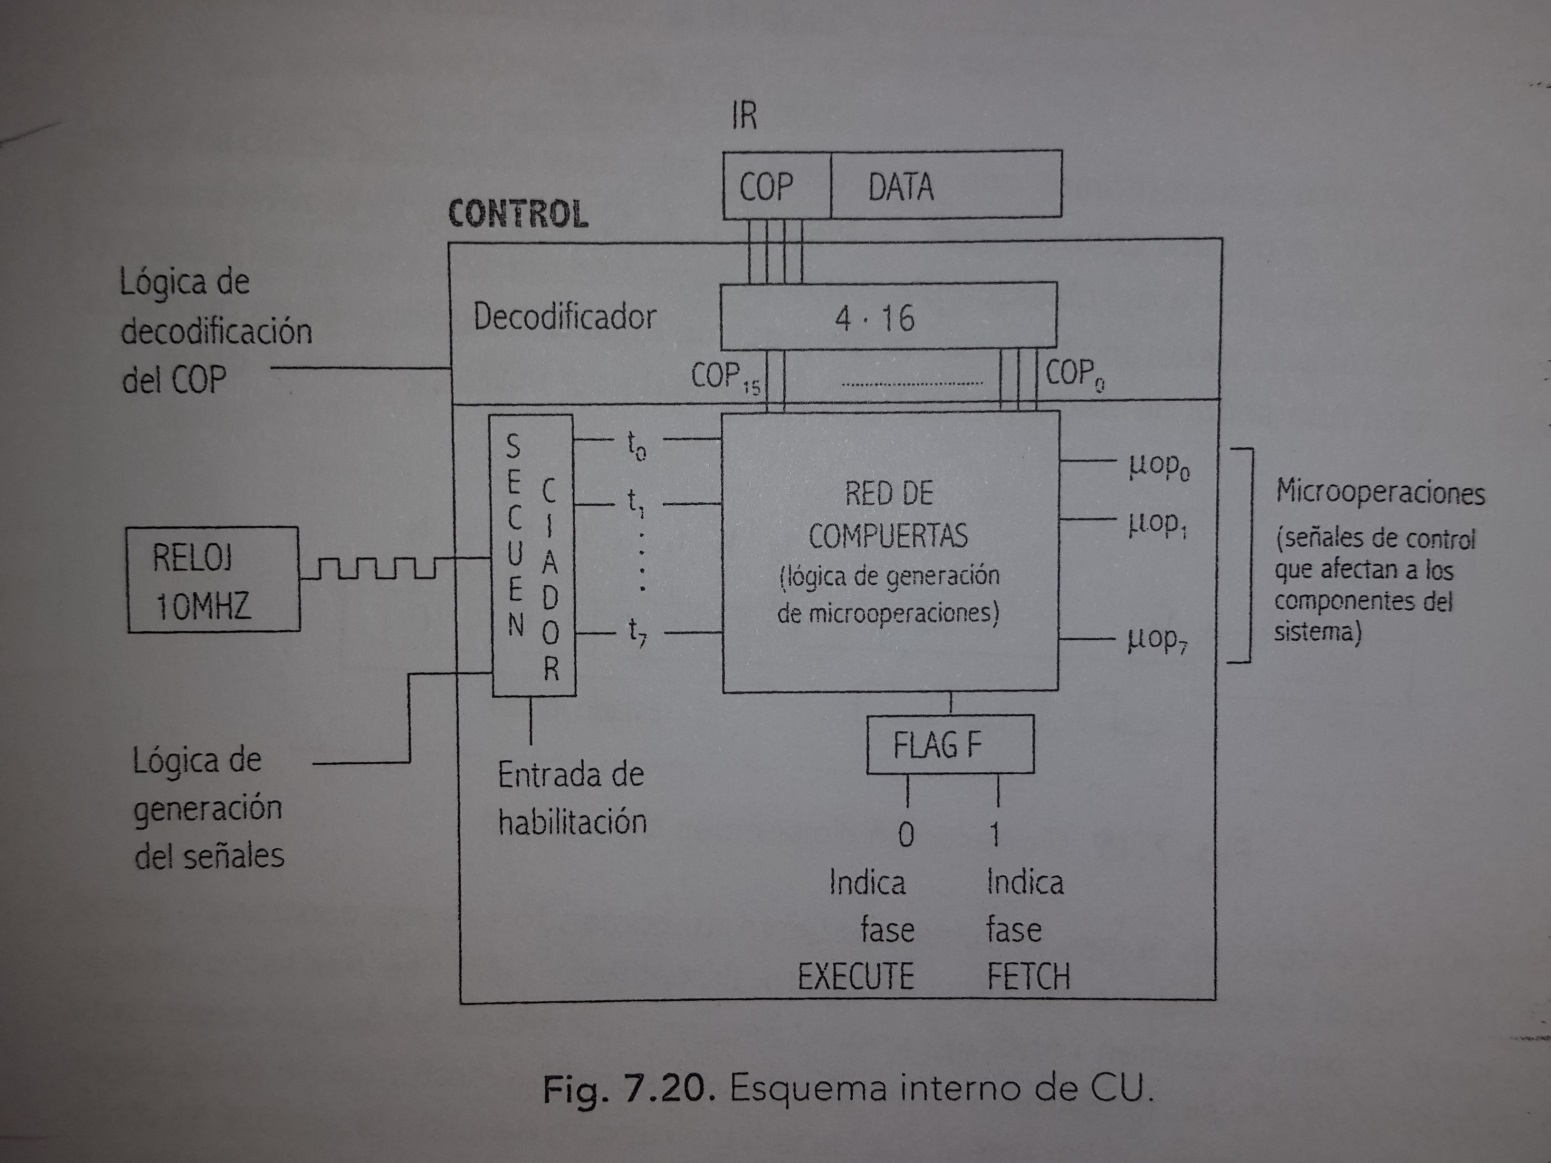 IR
COP DATA
CONTROL
Lógica de
decodificación
del COP
Decodificador
4 · 16
COP15 ........................ COP0
SECUEN
CIADOR
t0
t1
t7
RED DE
COMPUERTAS
(lógica de generación
de microoperaciones)
μop0
μop1
μop7
Microoperaciones
(señales de control
que afectan a los
componentes del
sistema)
RELOJ
10MHZ
Lógica de
generación
del señales
Entrada de
habilitación
FLAG F
0 1
Indica Indica
fase fase
EXECUTE FETCH
Fig. 7.20. Esquema interno de CU.